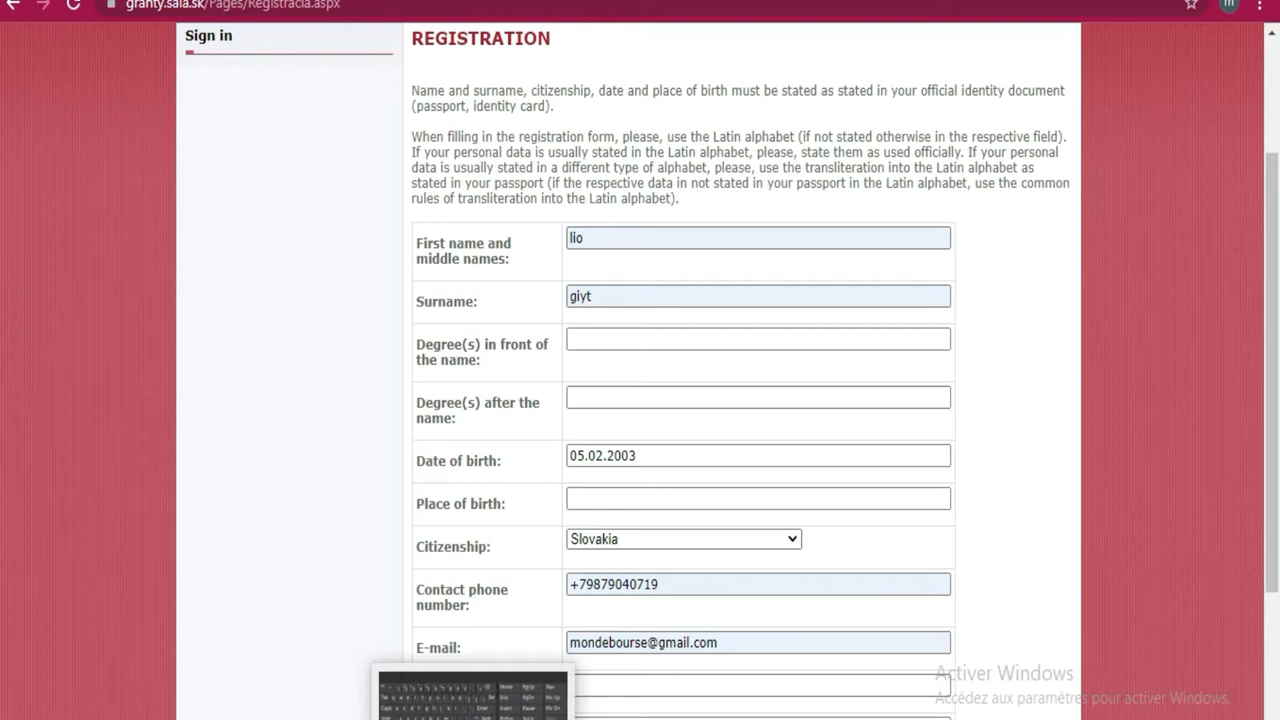 granty.saia.sk/Pages/Registracia.aspx
m
Sign in
REGISTRATION
Name and surname, citizenship, date and place of birth must be stated as stated in your official identity document
(passport, identity card).
When filling in the registration form, please, use the Latin alphabet (if not stated otherwise in the respective field).
If your personal data is usually stated in the Latin alphabet, please, state them as used officially. If your personal
data is usually stated in a different type of alphabet, please, use the transliteration into the Latin alphabet as
stated in your passport (if the respective data in not stated in your passport in the Latin alphabet, use the common
rules of transliteration into the Latin alphabet).
First name and
middle names:
lio
Surname:
giyt
Degree(s) in front of
the name:
Degree(s) after the
name:
Date of birth:
05.02.2003
Place of birth:
Citizenship:
Slovakia
Contact phone
number:
+79879040719
E-mail:
mondebourse@gmail.com
Activer Windows
Accédez aux paramètres pour activer Windows.